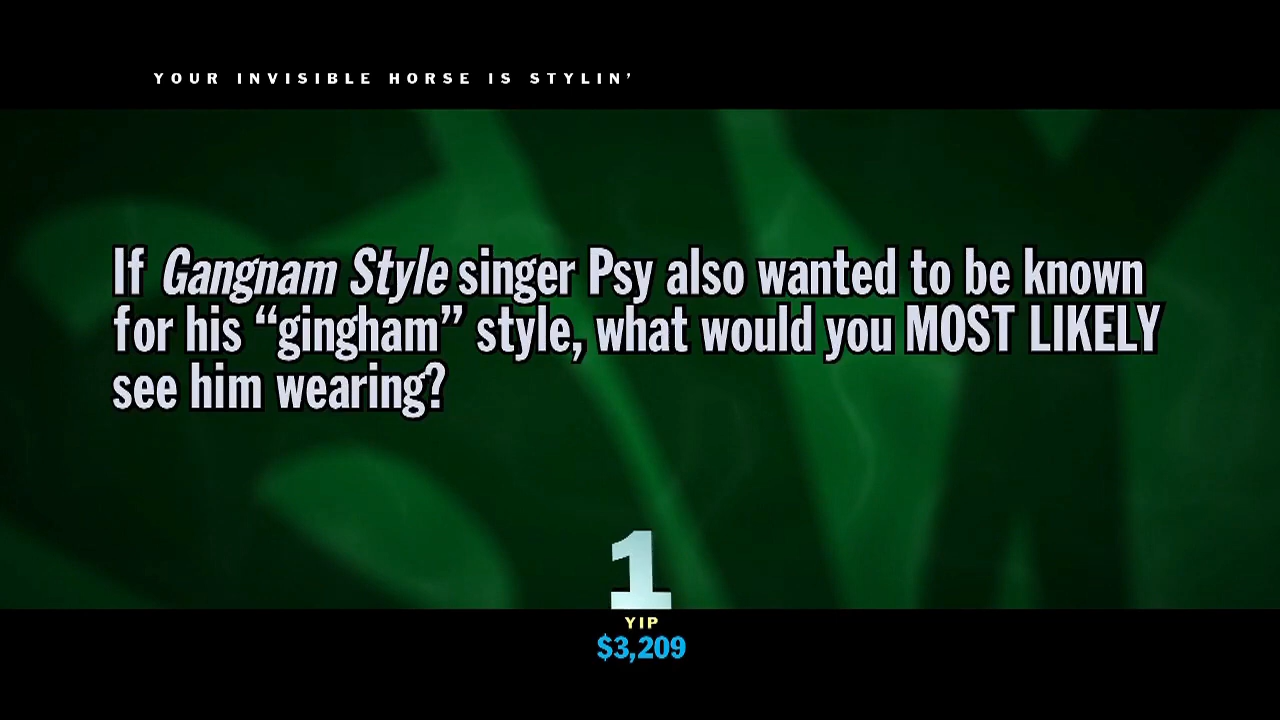 YOUR INVISIBLE HORSE IS STYLIN’
If Gangnam Style singer Psy also wanted to be known
for his “gingham” style, what would you MOST LIKELY
see him wearing?
1
YIP
$3,209